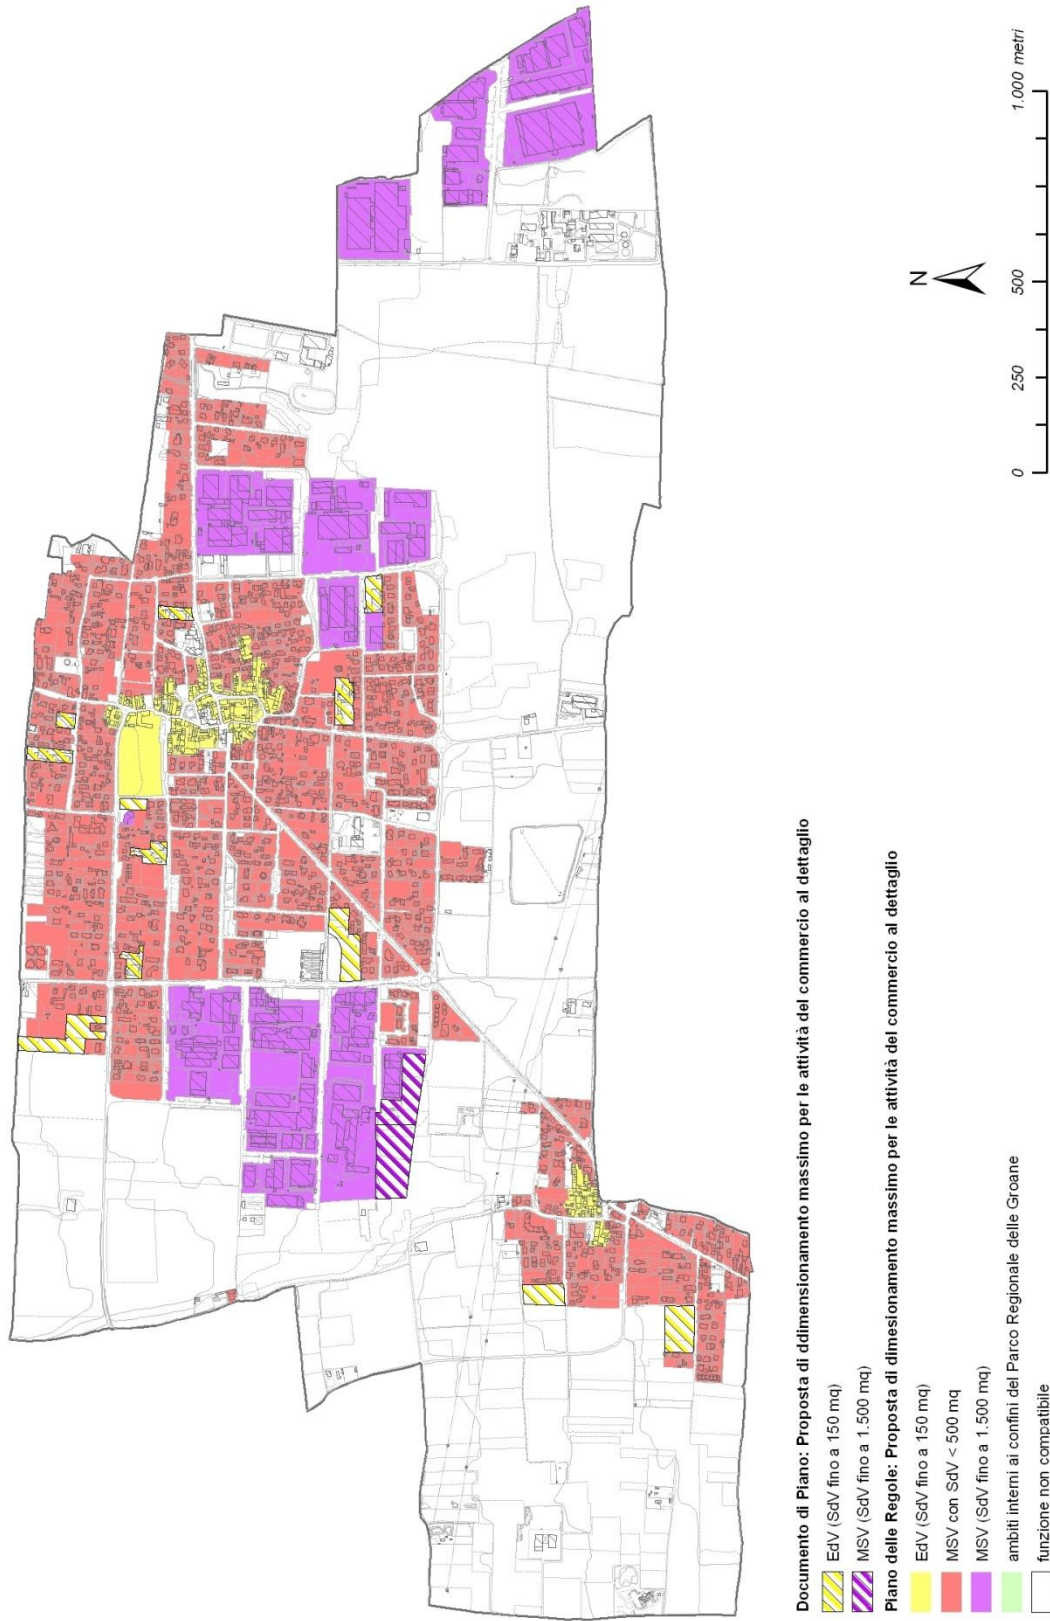 Documento di Piano: Proposta di ddimensionamento massimo per le attività del commercio al dettaglio
EdV (SdV fino a 150 mq)
MSV (SdV fino a 1.500 mq)
Piano delle Regole: Proposta di dimesionamento massimo per le attività del commercio al dettaglio
EdV (SdV fino a 150 mq)
MSV con SdV < 500 mq
MSV (SdV fino a 1.500 mq)
ambiti interni ai confini del Parco Regionale delle Groane
funzione non compatibile
N
0 250 500 1.000 metri